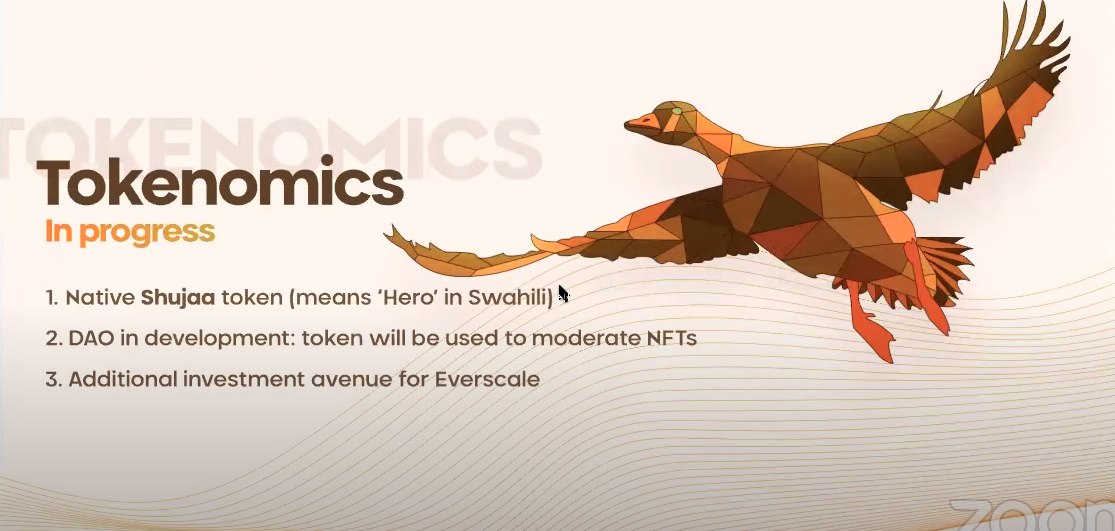 TOKENOMICS
Tokenomics
In progress
1. Native Shujaa token (means ‘Hero’ in Swahili)
2. DAO in development: token will be used to moderate NFTs
3. Additional investment avenue for Everscale
zoom